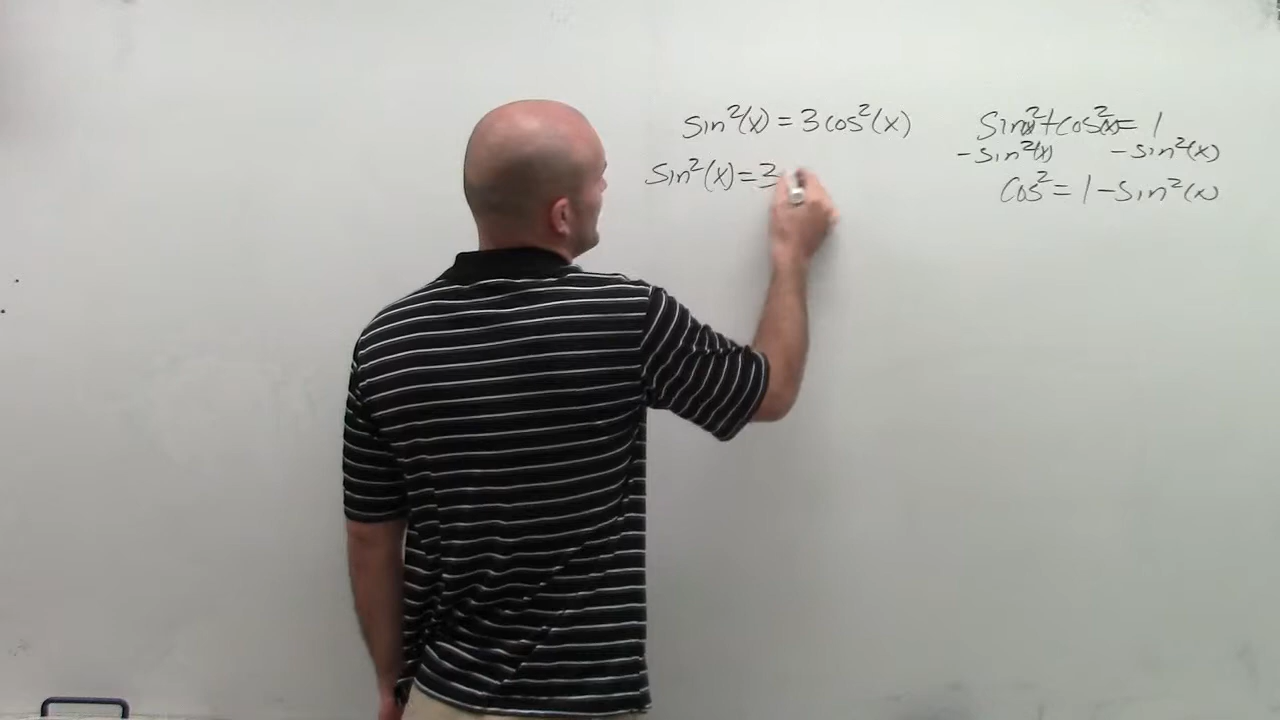 sin²(x) = 3cos²(x)
sin²(x) = 3
sin²(x)+cos²(x) = 1
-sin²(x) -sin²(x)
cos² = 1-sin²(x)